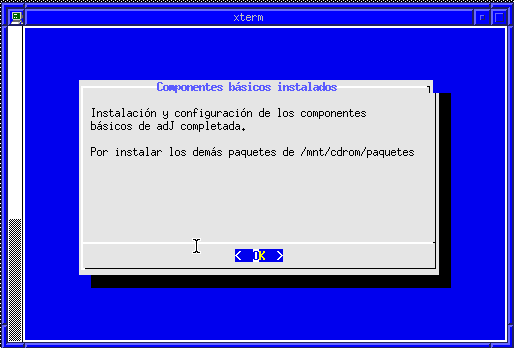 xterm
Componentes básicos instalados
Instalación y configuración de los componentes
básicos de adJ completada.
Por instalar los demás paquetes de /mnt/cdrom/paquetes
< OK >